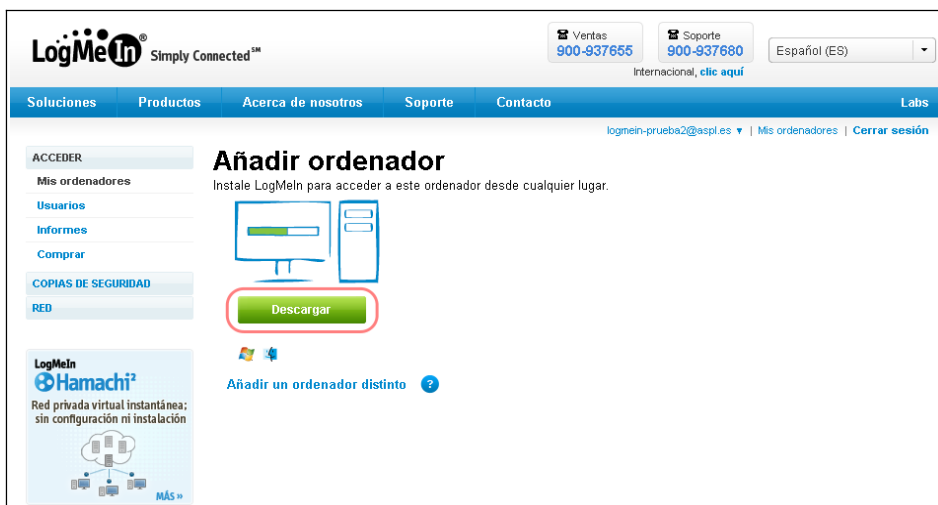 LogMeIn® Simply Connected℠
Ventas
900-937655
Soporte
900-937680
Internacional, clic aquí
Español (ES)
Soluciones Productos Acerca de nosotros Soporte Contacto Labs
logmein-prueba2@aspl.es ▼ | Mis ordenadores | Cerrar sesión
ACCEDER
Mis ordenadores
Usuarios
Informes
Comprar
COPIAS DE SEGURIDAD
RED
Añadir ordenador
Instale LogMeIn para acceder a este ordenador desde cualquier lugar.
Descargar
Añadir un ordenador distinto ?
LogMeIn
Hamachi²
Red privada virtual instantánea;
sin configuración ni instalación
MÁS »